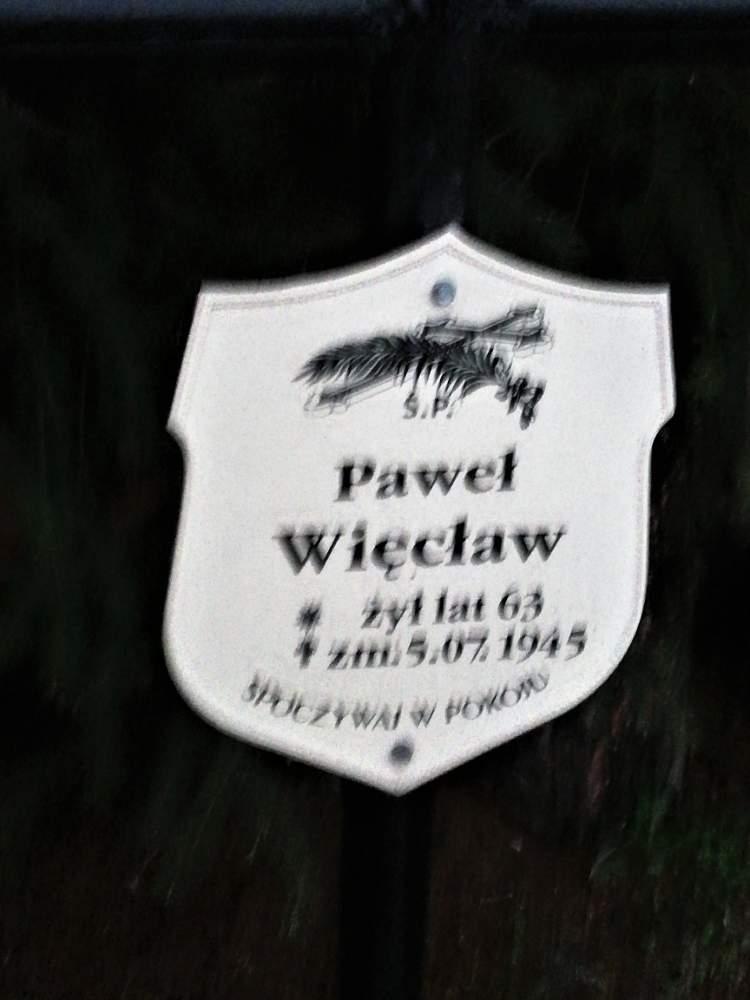 Ś.P.
Paweł
Więcław
* żył lat 63
† zm. 5.07.1945
SPOCZYWAJ W POKOJU